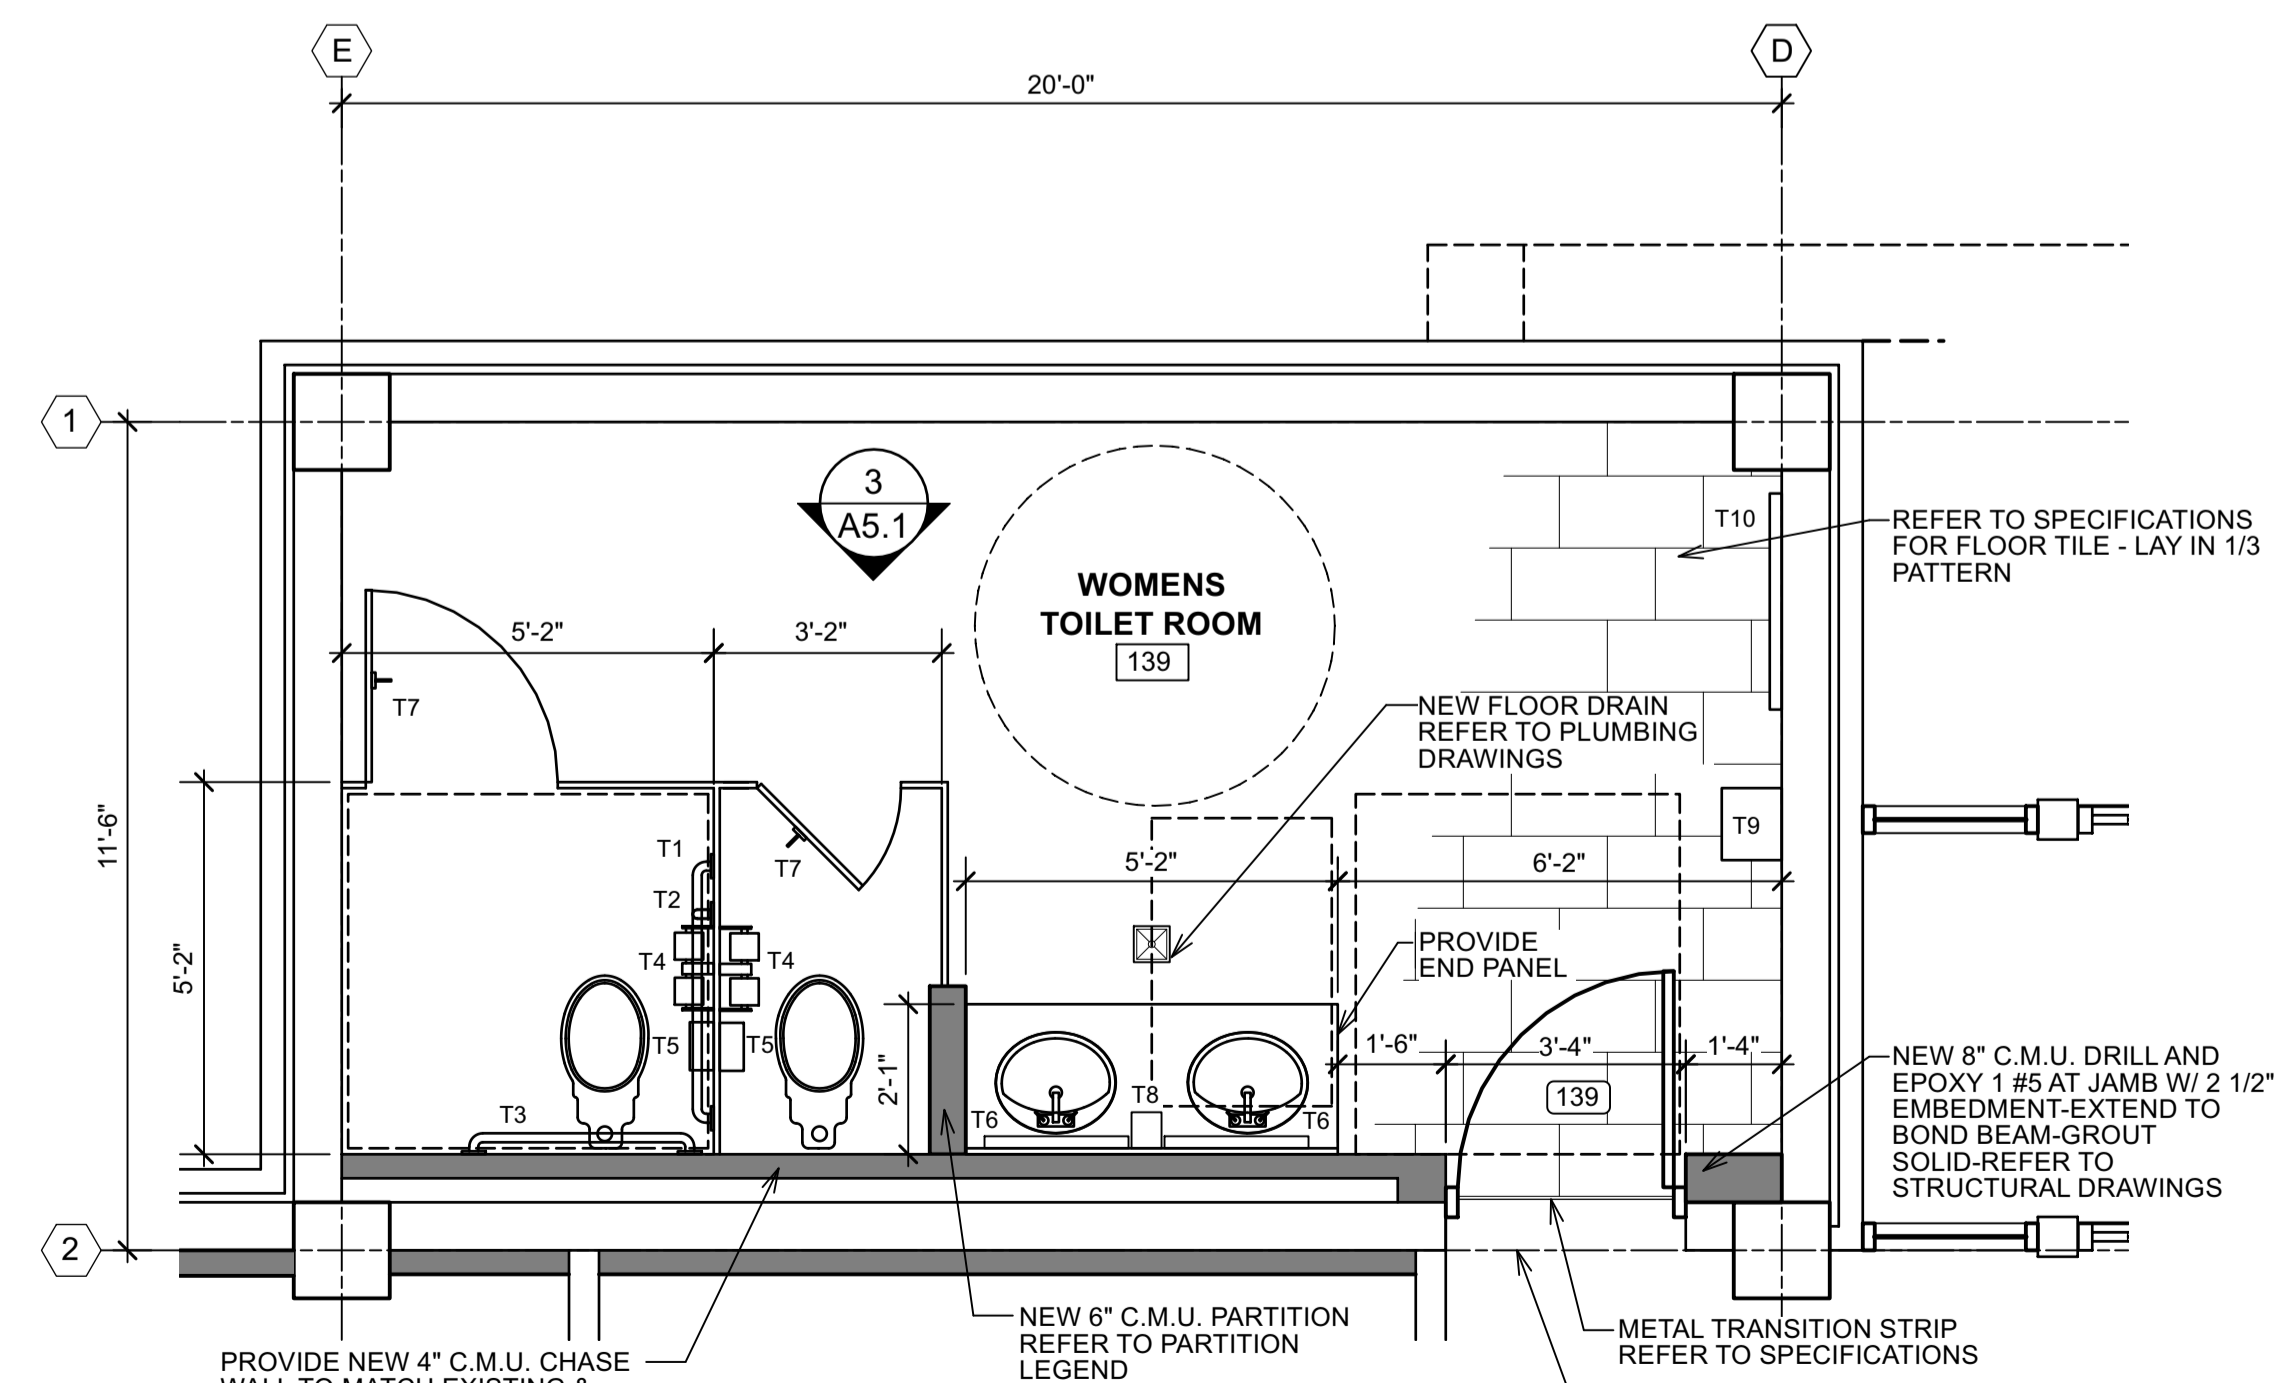 E
D
20'-0"
1
3
A5.1
T10
REFER TO SPECIFICATIONS
FOR FLOOR TILE - LAY IN 1/3
PATTERN
WOMENS
TOILET ROOM
139
5'-2"
3'-2"
T7
NEW FLOOR DRAIN
REFER TO PLUMBING
DRAWINGS
11'-6"
T9
T1
T7
5'-2"
6'-2"
T2
5'-2"
T4
T4
PROVIDE
END PANEL
T5
T5
2'-1"
1'-6"
3'-4"
1'-4"
NEW 8" C.M.U. DRILL AND
EPOXY 1 #5 AT JAMB W/ 2 1/2"
EMBEDMENT-EXTEND TO
BOND BEAM-GROUT
SOLID-REFER TO
STRUCTURAL DRAWINGS
139
T3
T6
T8
T6
2
NEW 6" C.M.U. PARTITION
REFER TO PARTITION
LEGEND
METAL TRANSITION STRIP
REFER TO SPECIFICATIONS
PROVIDE NEW 4" C.M.U. CHASE
WALL TO MATCH EXISTING &